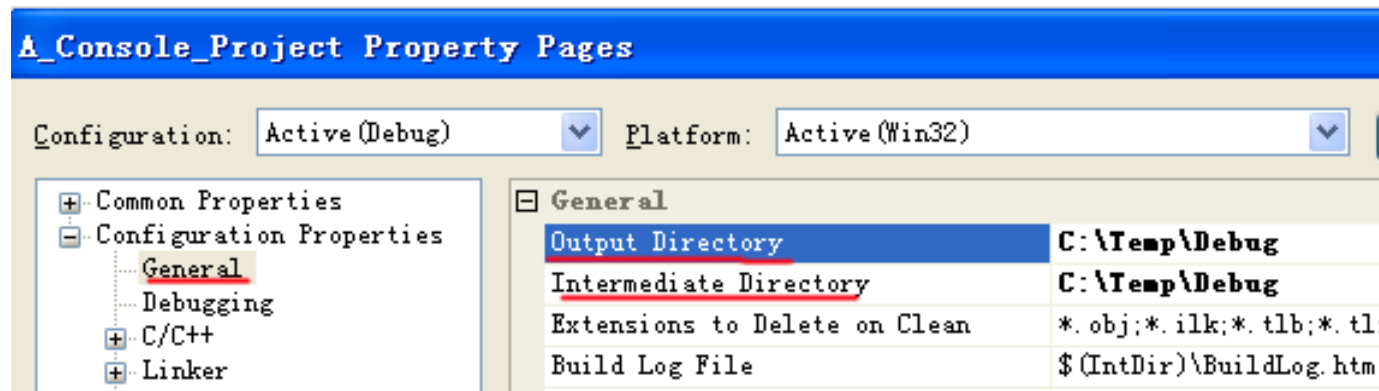 A_Console_Project Property Pages
Configuration: Active(Debug) Platform: Active(Win32)
Common Properties
Configuration Properties
General
Debugging
C/C++
Linker
General
Output Directory C:\Temp\Debug
Intermediate Directory C:\Temp\Debug
Extensions to Delete on Clean *.obj;*.ilk;*.tlb;*.tl
Build Log File $(IntDir)\BuildLog.htm